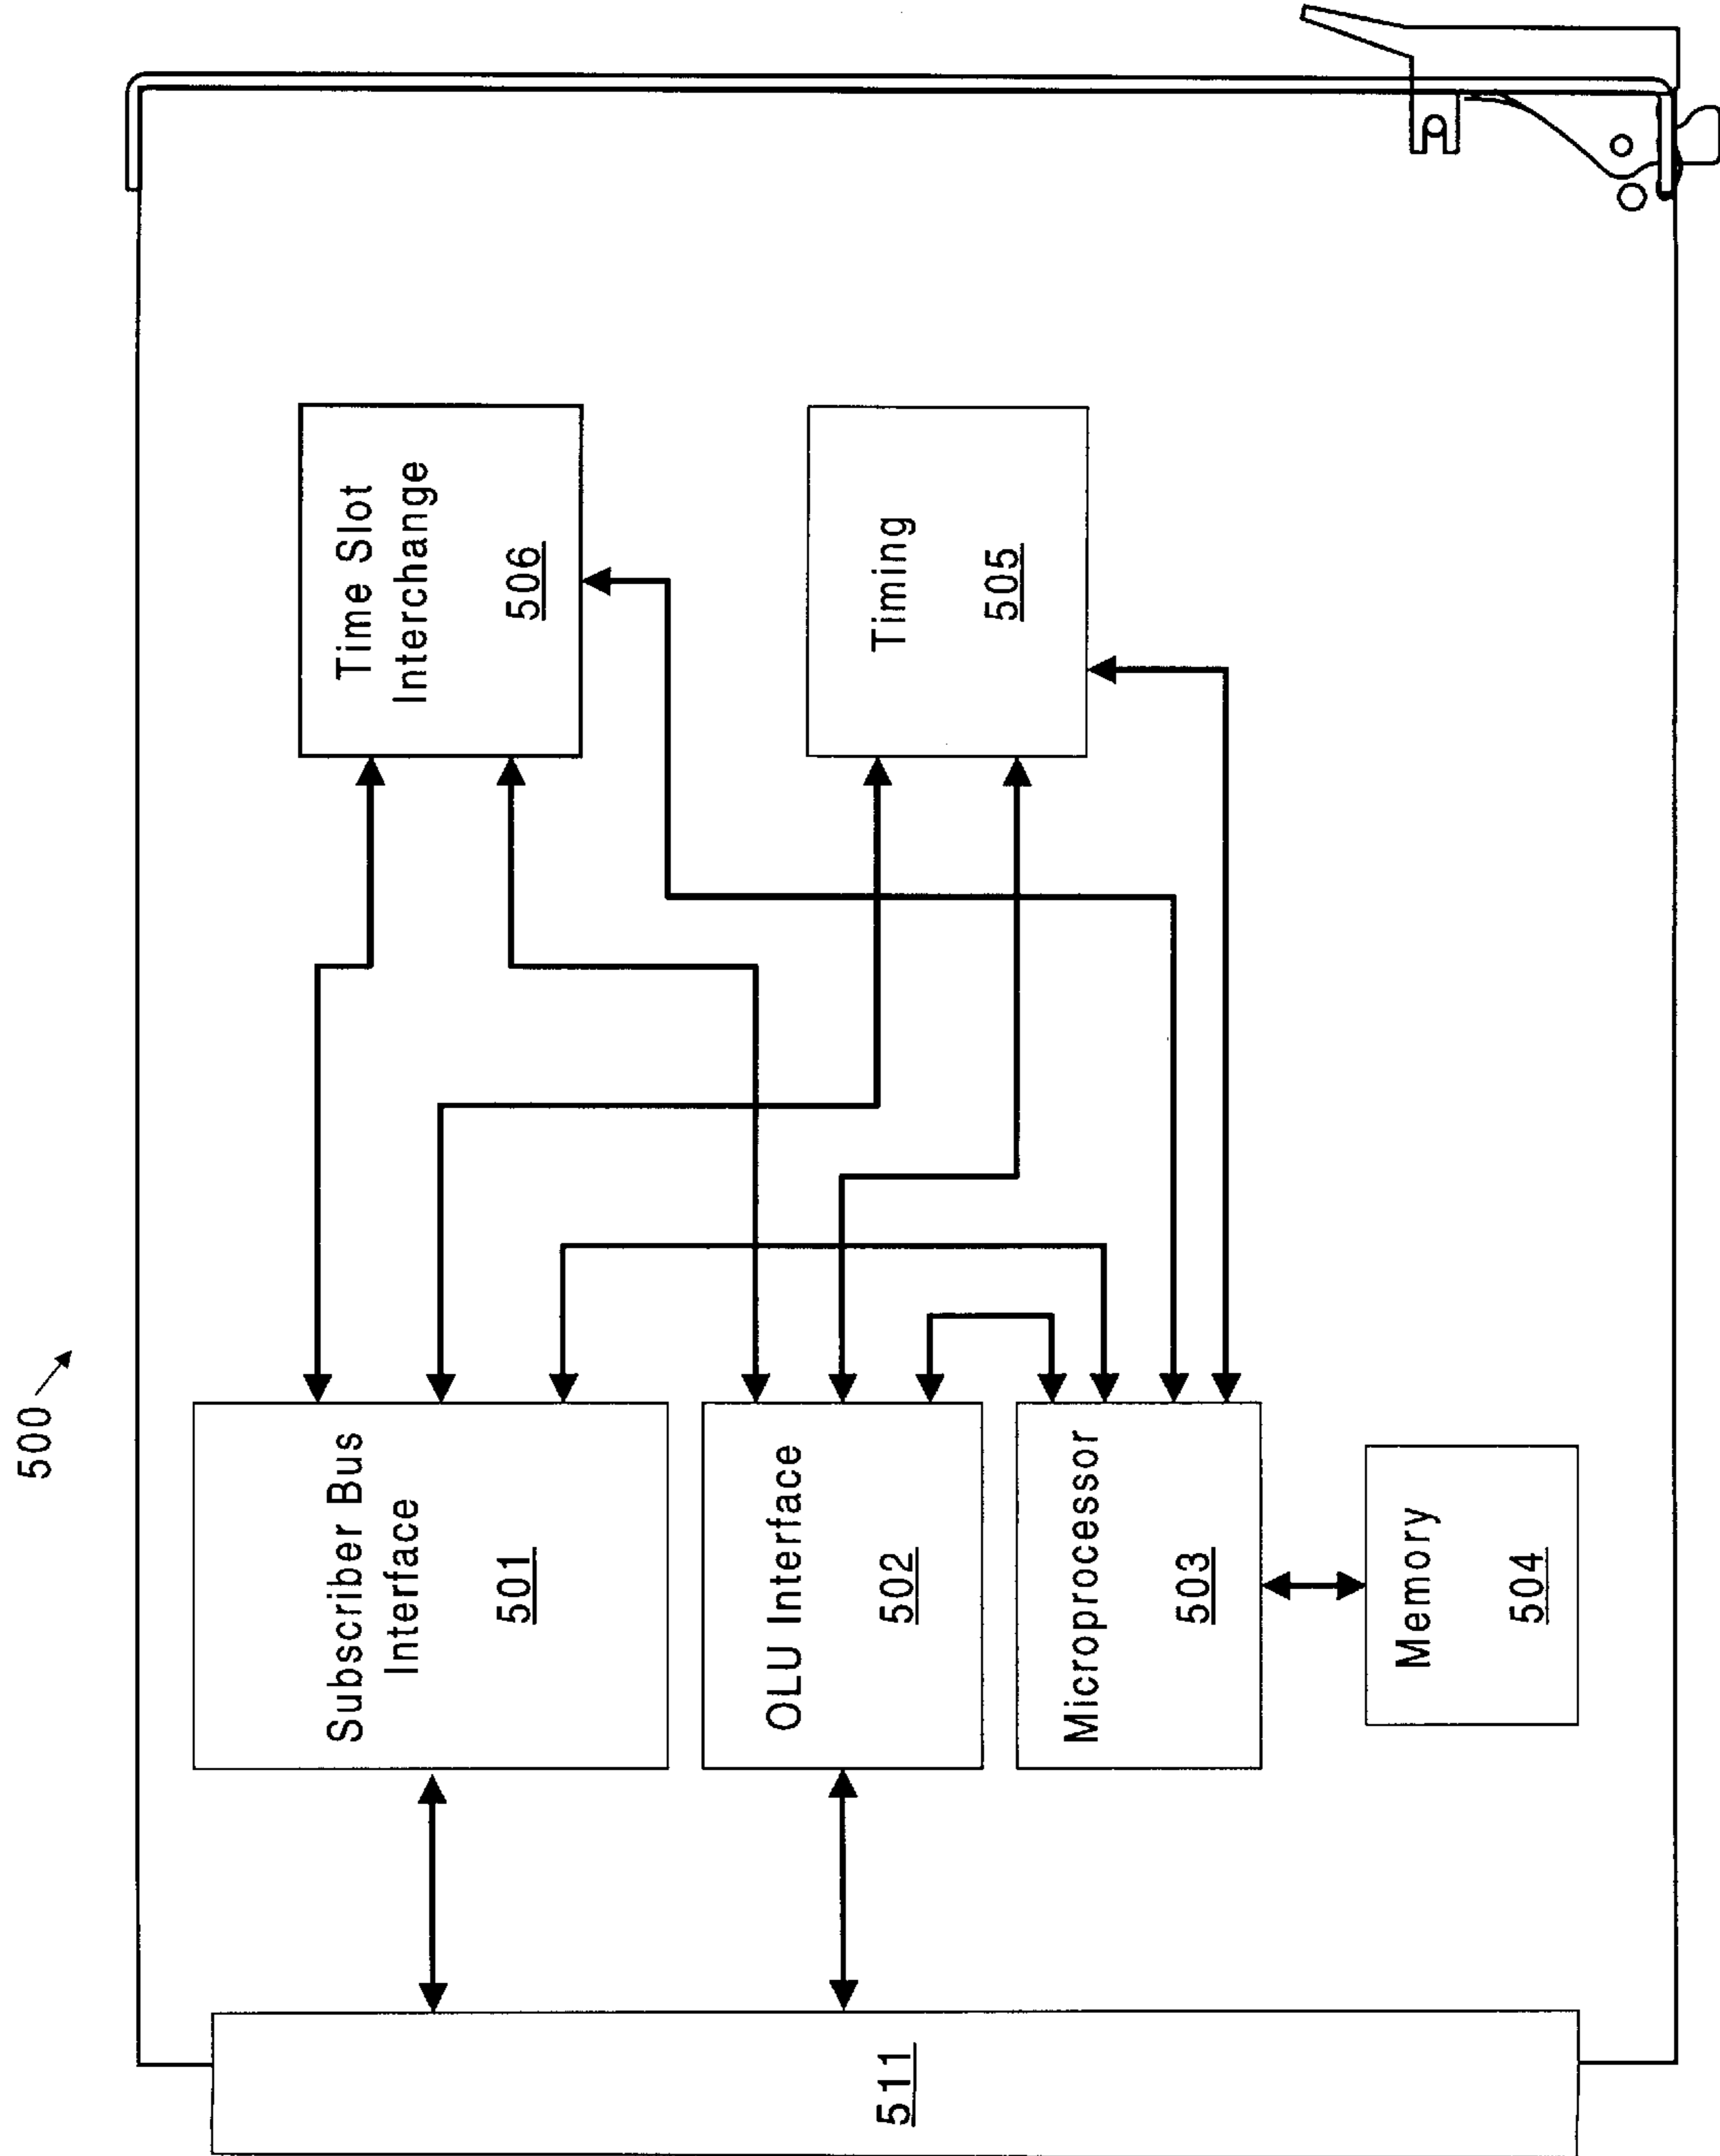 500
Subscriber Bus
Interface
501
OLU Interface
502
Microprocessor
503
Memory
504
Time Slot
Interchange
506
Timing
505
511